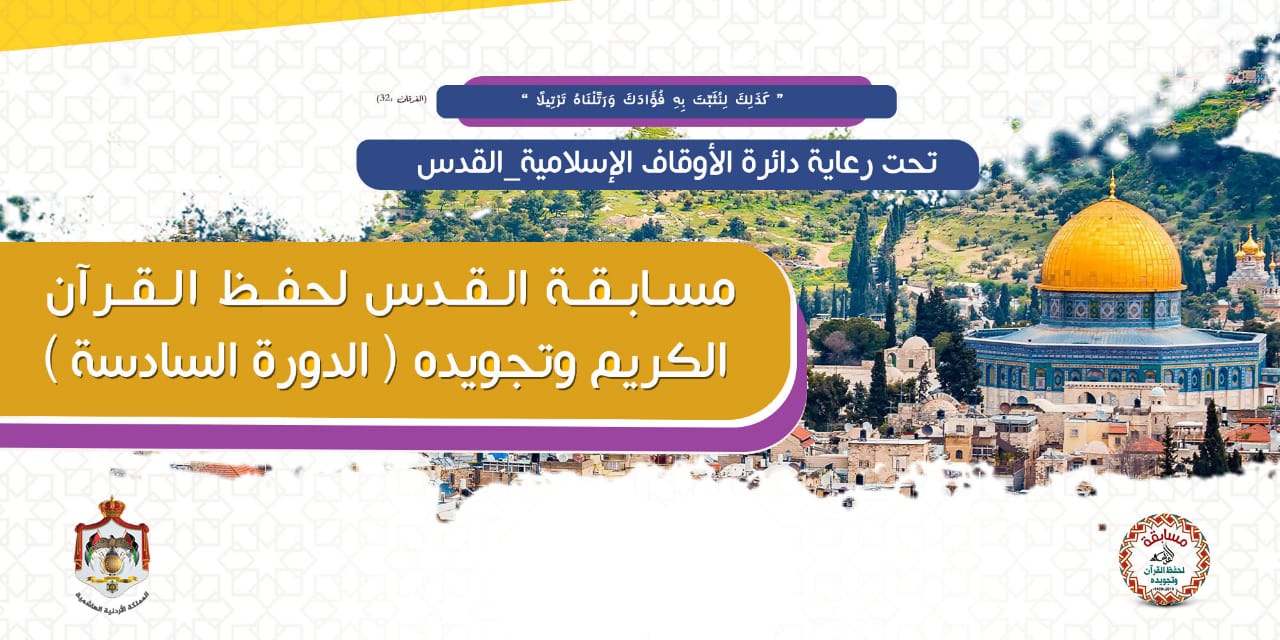 ” كَذَلِكَ لِنُثَبِّتَ بِهِ فُؤَادَكَ وَرَتَّلْنَاهُ تَرْتِيلًا “ (الفرقان ،32)
تحت رعاية دائرة الأوقاف الإسلامية_القدس
مسابقة القدس لحفظ القرآن
الكريم وتجويده ( الدورة السادسة )
المملكة الأردنية الهاشمية
مسابقة
لحفظ القرآن
وتجويده